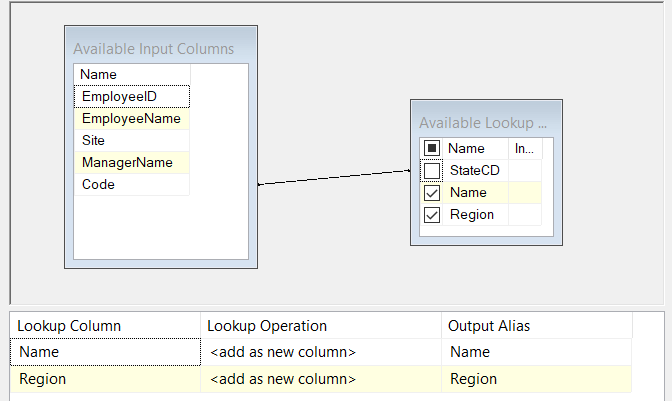 Available Input Columns
Name
EmployeeID
EmployeeName
Site
ManagerName
Code
Available Lookup ...
Name In...
StateCD
Name
Region
Lookup Column Lookup Operation Output Alias
Name <add as new column> Name
Region <add as new column> Region